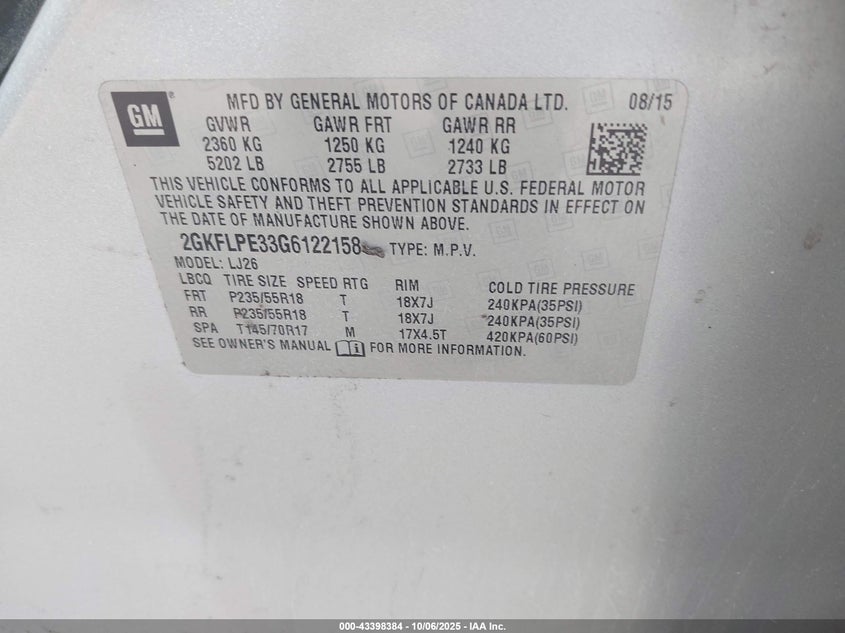 GM ® MFD BY GENERAL MOTORS OF CANADA LTD. 08/15
GVWR GAWR FRT GAWR RR
2360 KG 1250 KG 1240 KG
5202 LB 2755 LB 2733 LB
THIS VEHICLE CONFORMS TO ALL APPLICABLE U.S. FEDERAL MOTOR
VEHICLE SAFETY AND THEFT PREVENTION STANDARDS IN EFFECT ON
THE DATE OF MANUFACTURE SHOWN ABOVE.
2GKFLPE33G6122158 TYPE: M.P.V.
MODEL: LJ26
LBCQ TIRE SIZE SPEED RTG RIM COLD TIRE PRESSURE
FRT P235/55R18 T 18X7J 240KPA(35PSI)
RR P235/55R18 T 18X7J 240KPA(35PSI)
SPA T145/70R17 M 17X4.5T 420KPA(60PSI)
SEE OWNER'S MANUAL FOR MORE INFORMATION.
000-43398384 - 10/06/2025 - IAA Inc.